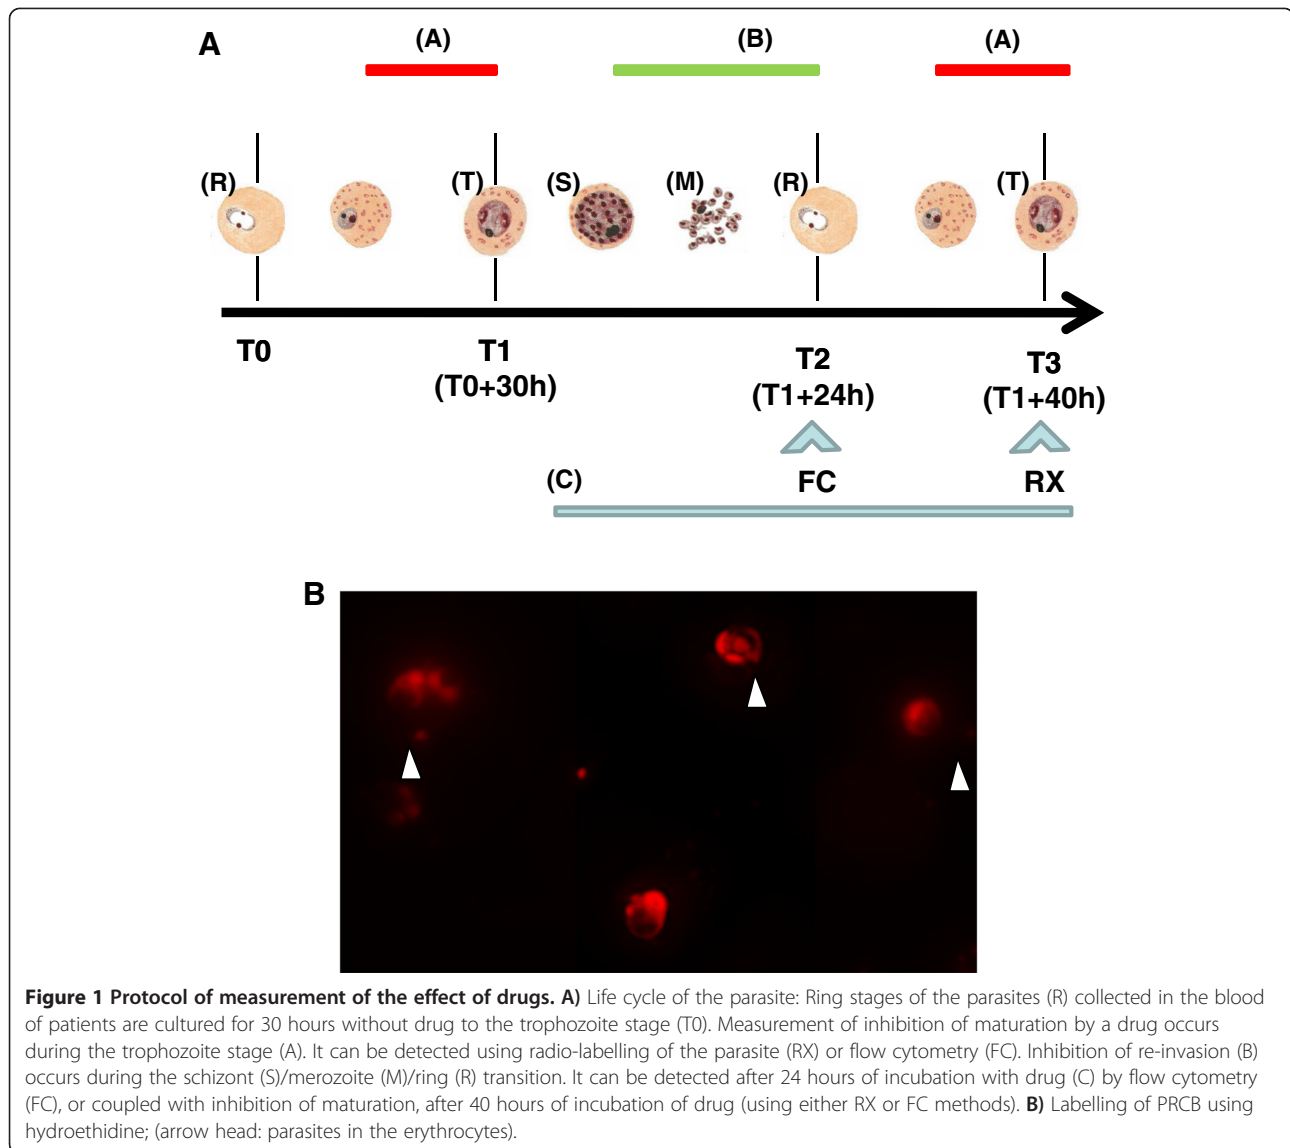 A
(A)
(B)
(A)
(R)
(T)
(S)
(M)
(R)
(T)
T0
T1
(T0+30h)
T2
(T1+24h)
T3
(T1+40h)
(C)
FC
RX
B
Figure 1 Protocol of measurement of the effect of drugs. A) Life cycle of the parasite: Ring stages of the parasites (R) collected in the blood
of patients are cultured for 30 hours without drug to the trophozoite stage (T0). Measurement of inhibition of maturation by a drug occurs
during the trophozoite stage (A). It can be detected using radio-labelling of the parasite (RX) or flow cytometry (FC). Inhibition of re-invasion (B)
occurs during the schizont (S)/merozoite (M)/ring (R) transition. It can be detected after 24 hours of incubation with drug (C) by flow cytometry
(FC), or coupled with inhibition of maturation, after 40 hours of incubation of drug (using either RX or FC methods). B) Labelling of PRCB using
hydroethidine; (arrow head: parasites in the erythrocytes).